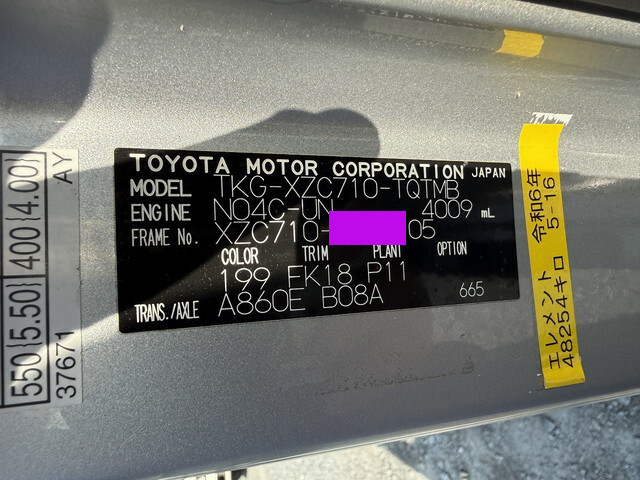 TOYOTA MOTOR CORPORATION JAPAN
MODEL TKG-XZC710-TQTMB
ENGINE N04C-UN 4009 mL
FRAME No. XZC710- 05
COLOR TRIM PLANT OPTION
199 FK18 P11
TRANS./AXLE A860E B08A 665
550 (5.50) 400 (4.00)
37671 AY
エレメント 令和6年
48254キロ 5-16